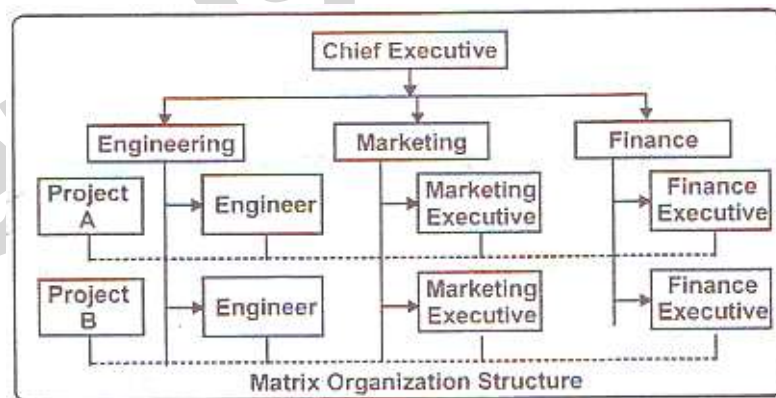 Chief Executive
Engineering
Marketing
Finance
Project
A
Engineer
Marketing
Executive
Finance
Executive
Project
B
Engineer
Marketing
Executive
Finance
Executive
Matrix Organization Structure